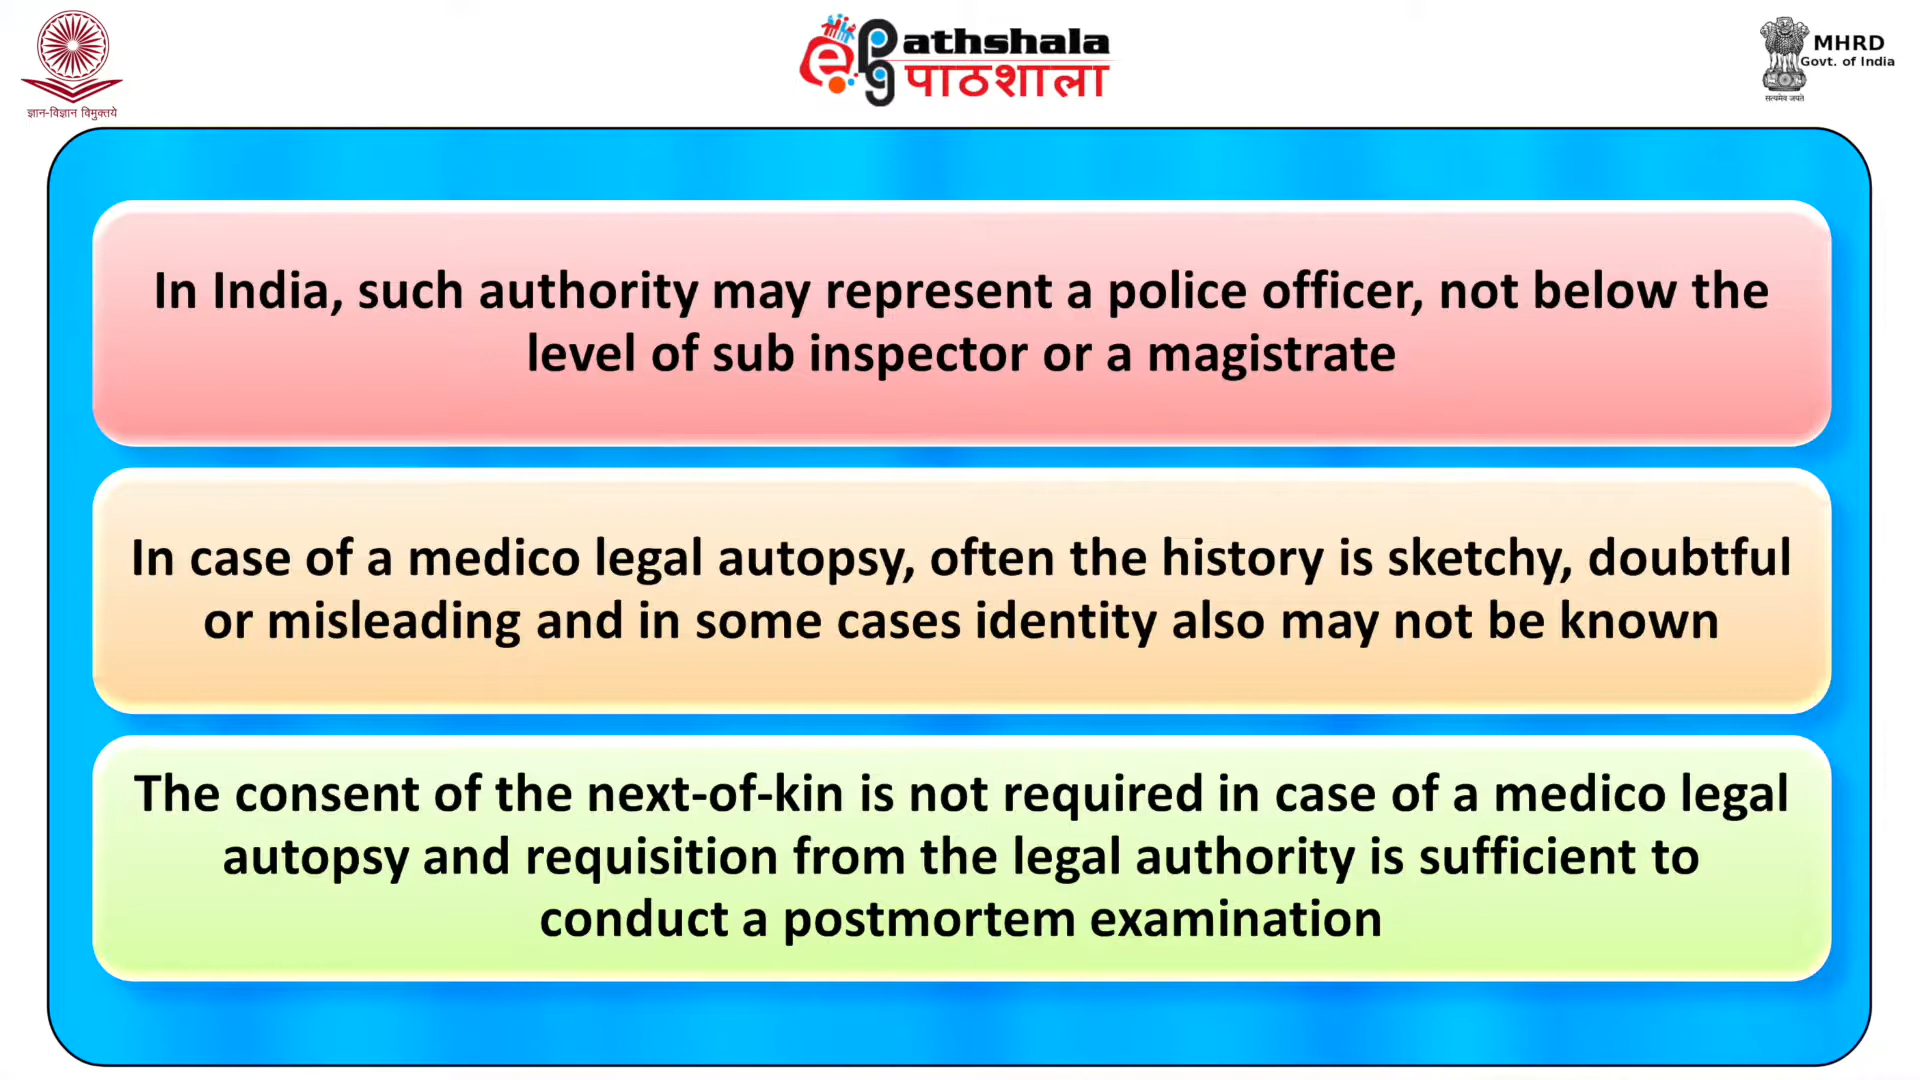 ज्ञान-विज्ञान विमुक्तये
e pg athshala
पाठशाला
MHRD
Govt. of India
सत्यमेव जयते
In India, such authority may represent a police officer, not below the
level of sub inspector or a magistrate
In case of a medico legal autopsy, often the history is sketchy, doubtful
or misleading and in some cases identity also may not be known
The consent of the next-of-kin is not required in case of a medico legal
autopsy and requisition from the legal authority is sufficient to
conduct a postmortem examination